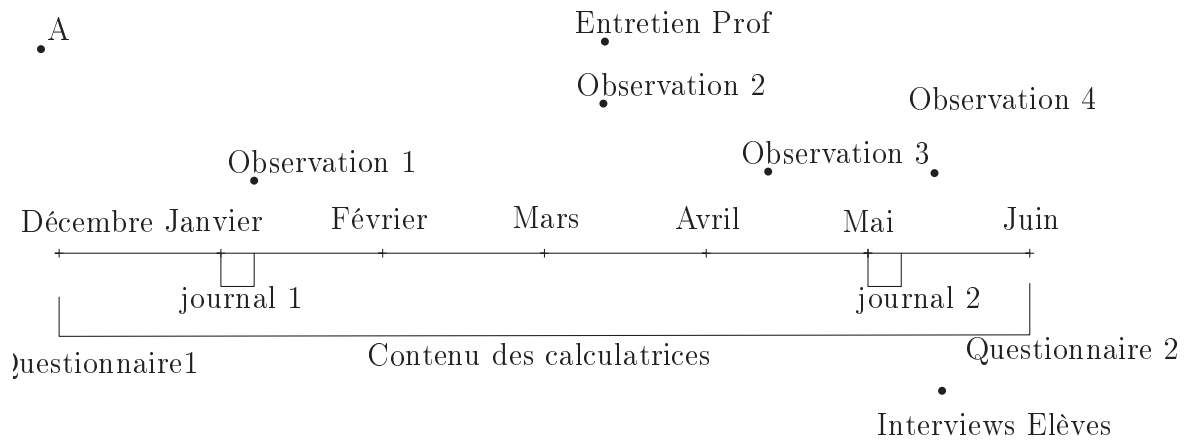 A
Entretien Prof
Observation 2
Observation 4
Observation 1
Observation 3
Décembre Janvier Février Mars Avril Mai Juin
journal 1
journal 2
Contenu des calculatrices
Questionnaire 2
Interviews Elèves